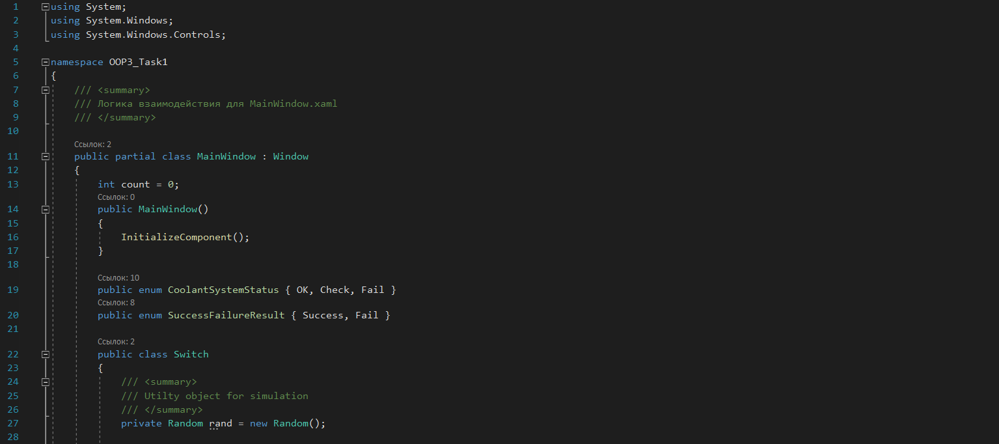 1 using System;
2 using System.Windows;
3 using System.Windows.Controls;
4
5 namespace OOP3_Task1
6 {
7 /// <summary>
8 /// Логика взаимодействия для MainWindow.xaml
9 /// </summary>
10
Ссылок: 2
11 public partial class MainWindow : Window
12 {
13 int count = 0;
Ссылок: 0
14 public MainWindow()
15 {
16 InitializeComponent();
17 }
18
Ссылок: 10
19 public enum CoolantSystemStatus { OK, Check, Fail }
Ссылок: 8
20 public enum SuccessFailureResult { Success, Fail }
21
Ссылок: 2
22 public class Switch
23 {
24 /// <summary>
25 /// Utilty object for simulation
26 /// </summary>
27 private Random rand = new Random();
28